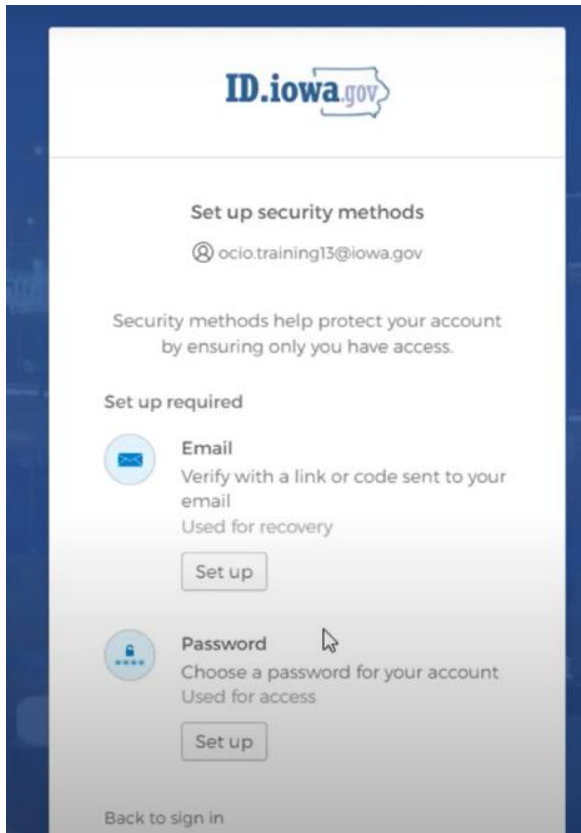 ID.iowa.gov
Set up security methods
ocio.training13@iowa.gov
Security methods help protect your account
by ensuring only you have access.
Set up required
Email
Verify with a link or code sent to your
email
Used for recovery
Set up
Password
Choose a password for your account
Used for access
Set up
Back to sign in